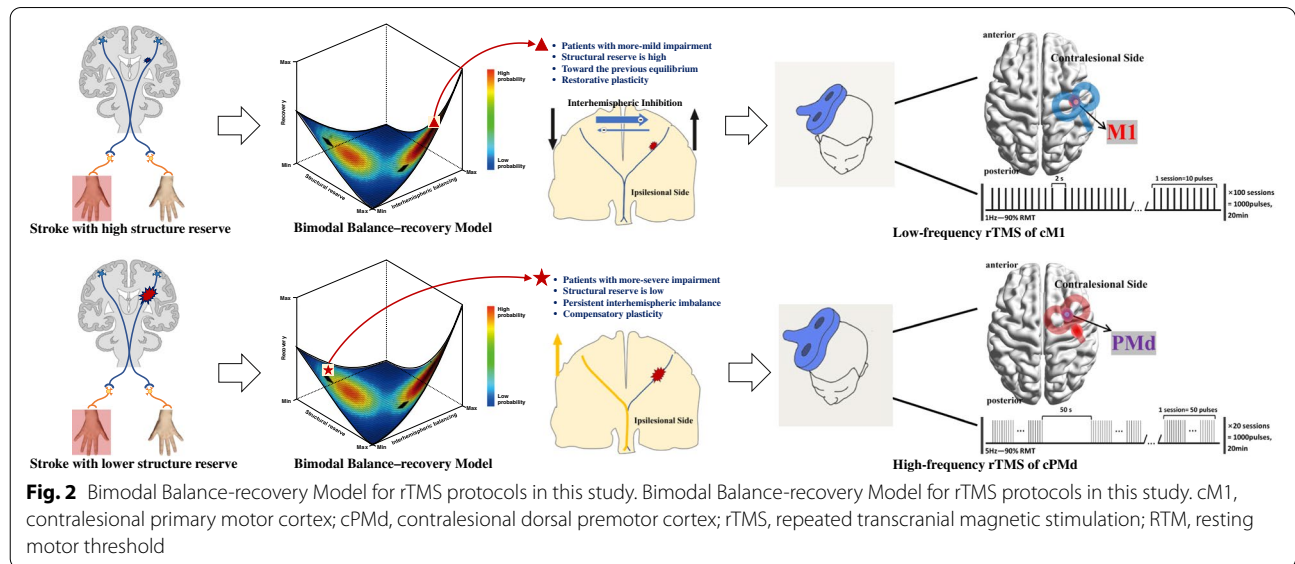 Stroke with high structure reserve
Max
Recovery
Min
Structural reserve
Max
Min
Interhemispheric balancing
Max
High probability
Low probability
Bimodal Balance–recovery Model
• Patients with more-mild impairment
• Structural reserve is high
• Toward the previous equilibrium
• Restorative plasticity
Interhemispheric Inhibition
Ipsilesional Side
anterior
Contralesional Side
M1
posterior
2 s
1 session=10 pulses
×100 sessions
= 1000pulses,
20min
1Hz—90% RMT
Low-frequency rTMS of cM1
Stroke with lower structure reserve
Max
Recovery
Min
Structural reserve
Max
Min
Interhemispheric balancing
Max
High probability
Low probability
Bimodal Balance–recovery Model
• Patients with more-severe impairment
• Structural reserve is low
• Persistent interhemispheric imbalance
• Compensatory plasticity
Ipsilesional Side
anterior
Contralesional Side
PMd
posterior
50 s
1 session= 50 pulses
...
×20 sessions
= 1000pulses,
20min
5Hz—90% RMT
High-frequency rTMS of cPMd
Fig. 2 Bimodal Balance-recovery Model for rTMS protocols in this study. Bimodal Balance-recovery Model for rTMS protocols in this study. cM1,
contralesional primary motor cortex; cPMd, contralesional dorsal premotor cortex; rTMS, repeated transcranial magnetic stimulation; RTM, resting
motor threshold